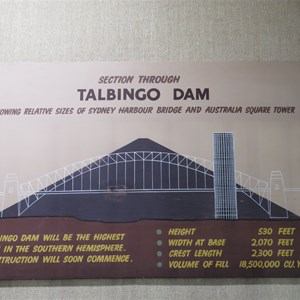 SECTION THROUGH
TALBINGO DAM
OWING RELATIVE SIZES OF SYDNEY HARBOUR BRIDGE AND AUSTRALIA SQUARE TOWER
INGO DAM WILL BE THE HIGHEST
IN THE SOUTHERN HEMISPHERE.
TRUCTION WILL SOON COMMENCE.
• HEIGHT 530 FEET
• WIDTH AT BASE 2,070 FEET
• CREST LENGTH 2,300 FEET
• VOLUME OF FILL 18,500,000 CU.Y